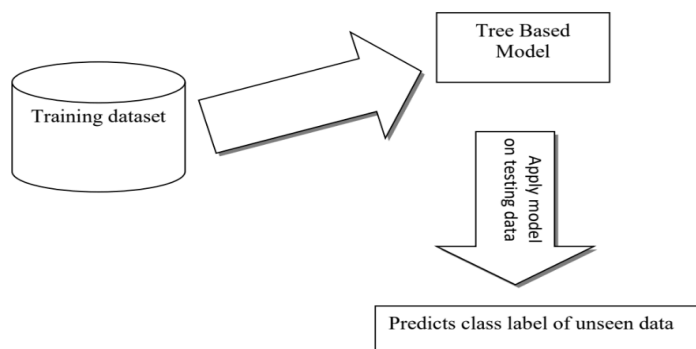 Tree Based
Model
Training dataset
Apply model
on testing data
Predicts class label of unseen data